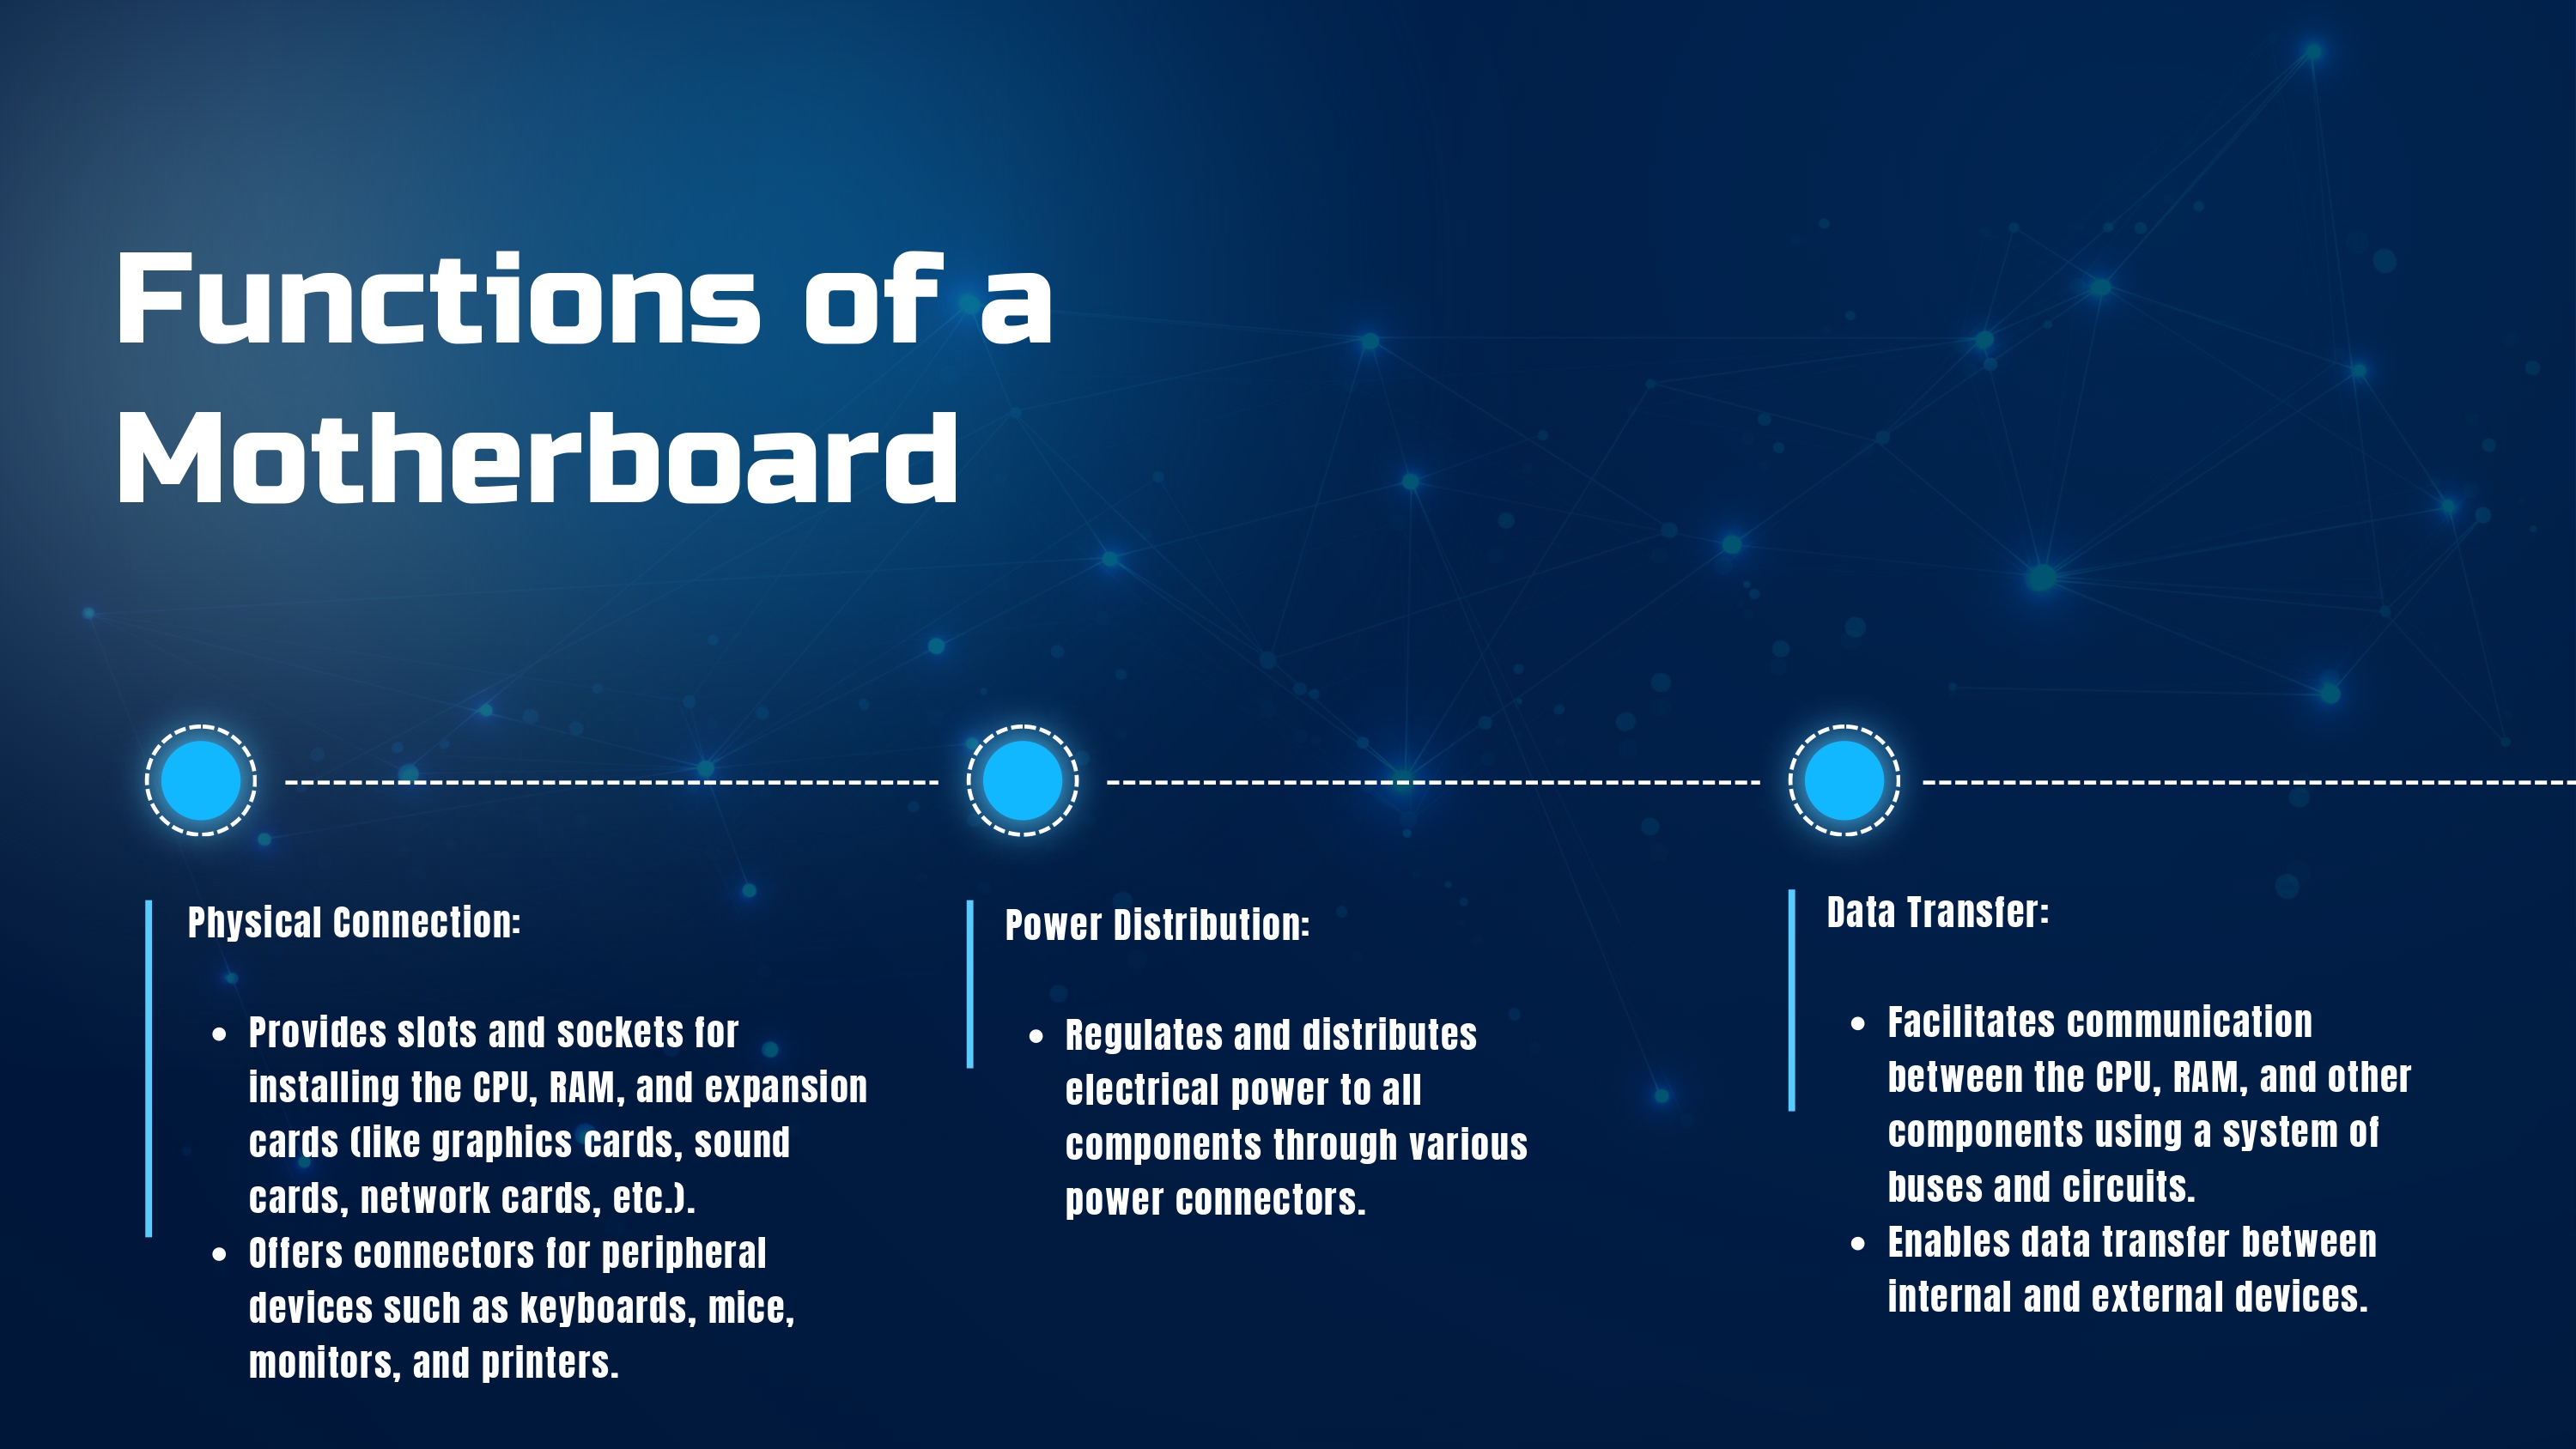 Functions of a
Motherboard
Physical Connection:
• Provides slots and sockets for
installing the CPU, RAM, and expansion
cards (like graphics cards, sound
cards, network cards, etc.).
• Offers connectors for peripheral
devices such as keyboards, mice,
monitors, and printers.
Power Distribution:
• Regulates and distributes
electrical power to all
components through various
power connectors.
Data Transfer:
• Facilitates communication
between the CPU, RAM, and other
components using a system of
buses and circuits.
• Enables data transfer between
internal and external devices.